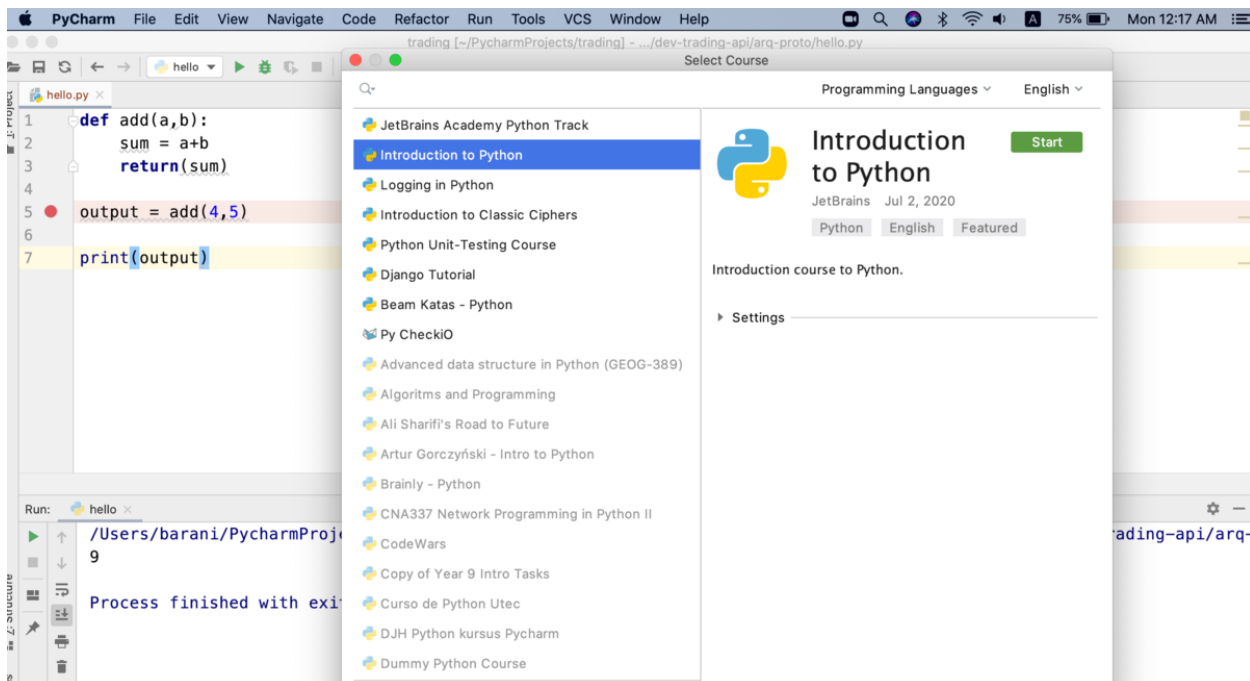 PyCharm File Edit View Navigate Code Refactor Run Tools VCS Window Help A 75% Mon 12:17 AM
trading [~/PycharmProjects/trading] - .../dev-trading-api/arq-proto/hello.py
hello
Select Course
Programming Languages English
1: Project
hello.py
1 def add(a,b):
2 sum = a+b
3 return(sum)
4
5 output = add(4,5)
6
7 print(output)
JetBrains Academy Python Track
Introduction to Python
Logging in Python
Introduction to Classic Ciphers
Python Unit-Testing Course
Django Tutorial
Beam Katas - Python
Py CheckiO
Advanced data structure in Python (GEOG-389)
Algoritms and Programming
Ali Sharifi's Road to Future
Artur Gorczyński - Intro to Python
Brainly - Python
CNA337 Network Programming in Python II
CodeWars
Copy of Year 9 Intro Tasks
Curso de Python Utec
DJH Python kursus Pycharm
Dummy Python Course
Introduction
to Python
Start
JetBrains Jul 2, 2020
Python English Featured
Introduction course to Python.
Settings
Run: hello
/Users/barani/PycharmProj
rading-api/arq-
9
Process finished with exi
Z: Structure